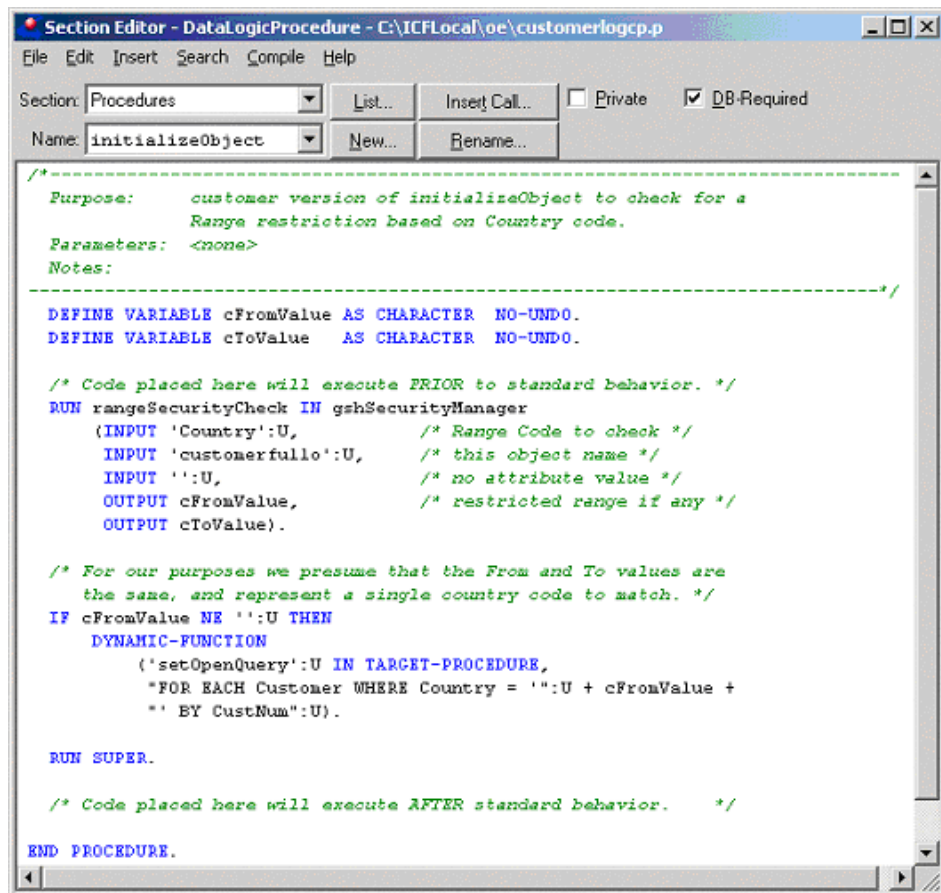 Section Editor - DataLogicProcedure - C:\ICFLocal\oe\customerlogcp.p
File Edit Insert Search Compile Help
Section: Procedures List... Insert Call... Private DB-Required
Name: initializeObject New... Rename...
/*------------------------------------------------------------------------------
Purpose: customer version of initializeObject to check for a
Range restriction based on Country code.
Parameters: <none>
Notes:
------------------------------------------------------------------------------*/
DEFINE VARIABLE cFromValue AS CHARACTER NO-UNDO.
DEFINE VARIABLE cToValue AS CHARACTER NO-UNDO.
/* Code placed here will execute PRIOR to standard behavior. */
RUN rangeSecurityCheck IN gshSecurityManager
(INPUT 'Country':U, /* Range Code to check */
INPUT 'customerfullo':U, /* this object name */
INPUT '':U, /* no attribute value */
OUTPUT cFromValue, /* restricted range if any */
OUTPUT cToValue).
/* For our purposes we presume that the From and To values are
the same, and represent a single country code to match. */
IF cFromValue NE '':U THEN
DYNAMIC-FUNCTION
('setOpenQuery':U IN TARGET-PROCEDURE,
"FOR EACH Customer WHERE Country = '":U + cFromValue +
"' BY CustNum":U).
RUN SUPER.
/* Code placed here will execute AFTER standard behavior. */
END PROCEDURE.